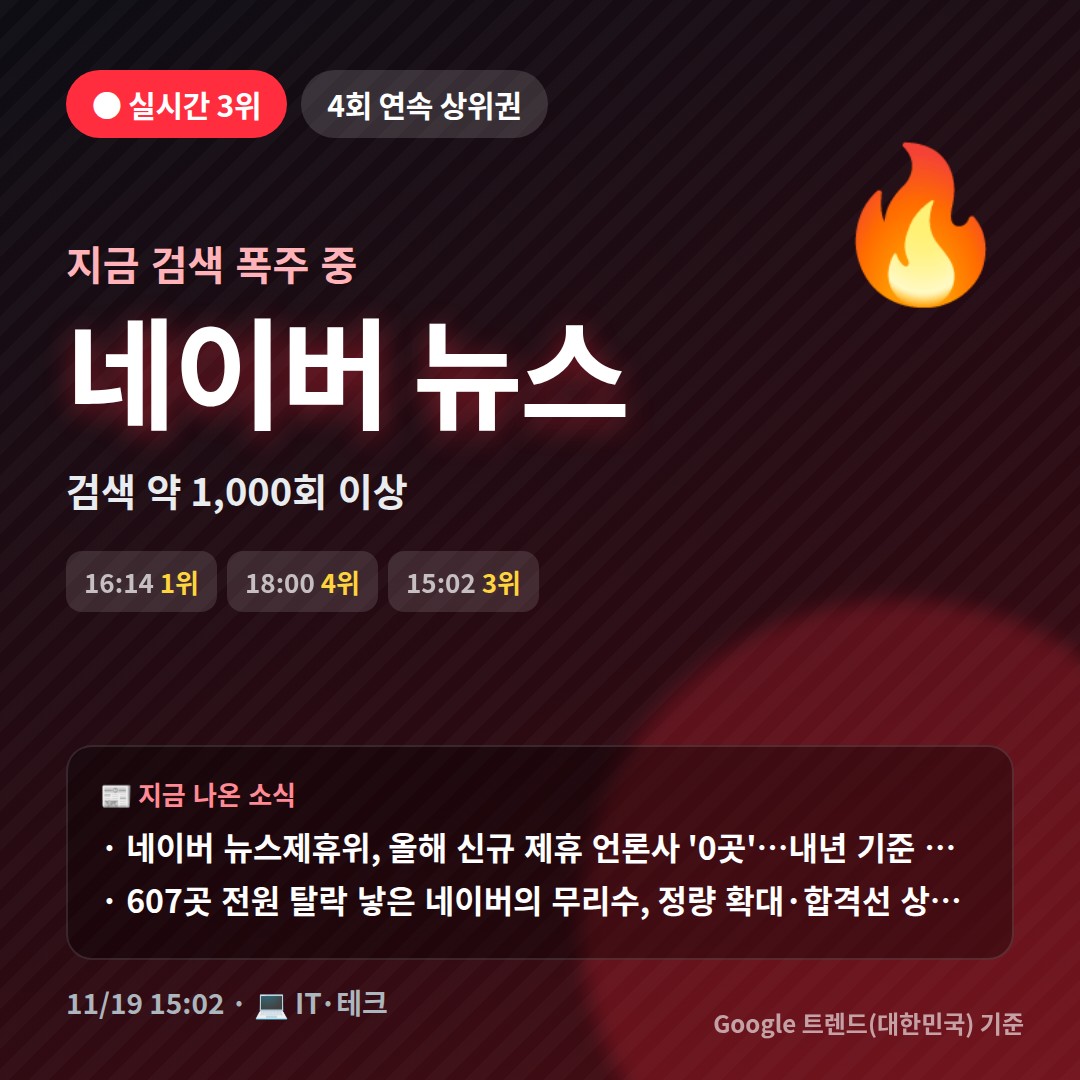 실시간 3위
4회 연속 상위권
지금 검색 폭주 중
네이버 뉴스
검색 약 1,000회 이상
16:14 1위
18:00 4위
15:02 3위
지금 나온 소식
· 네이버 뉴스제휴위, 올해 신규 제휴 언론사 '0곳'…내년 기준 …
· 607곳 전원 탈락 낳은 네이버의 무리수, 정량 확대·합격선 상…
11/19 15:02 · 💻 IT·테크
Google 트렌드(대한민국) 기준